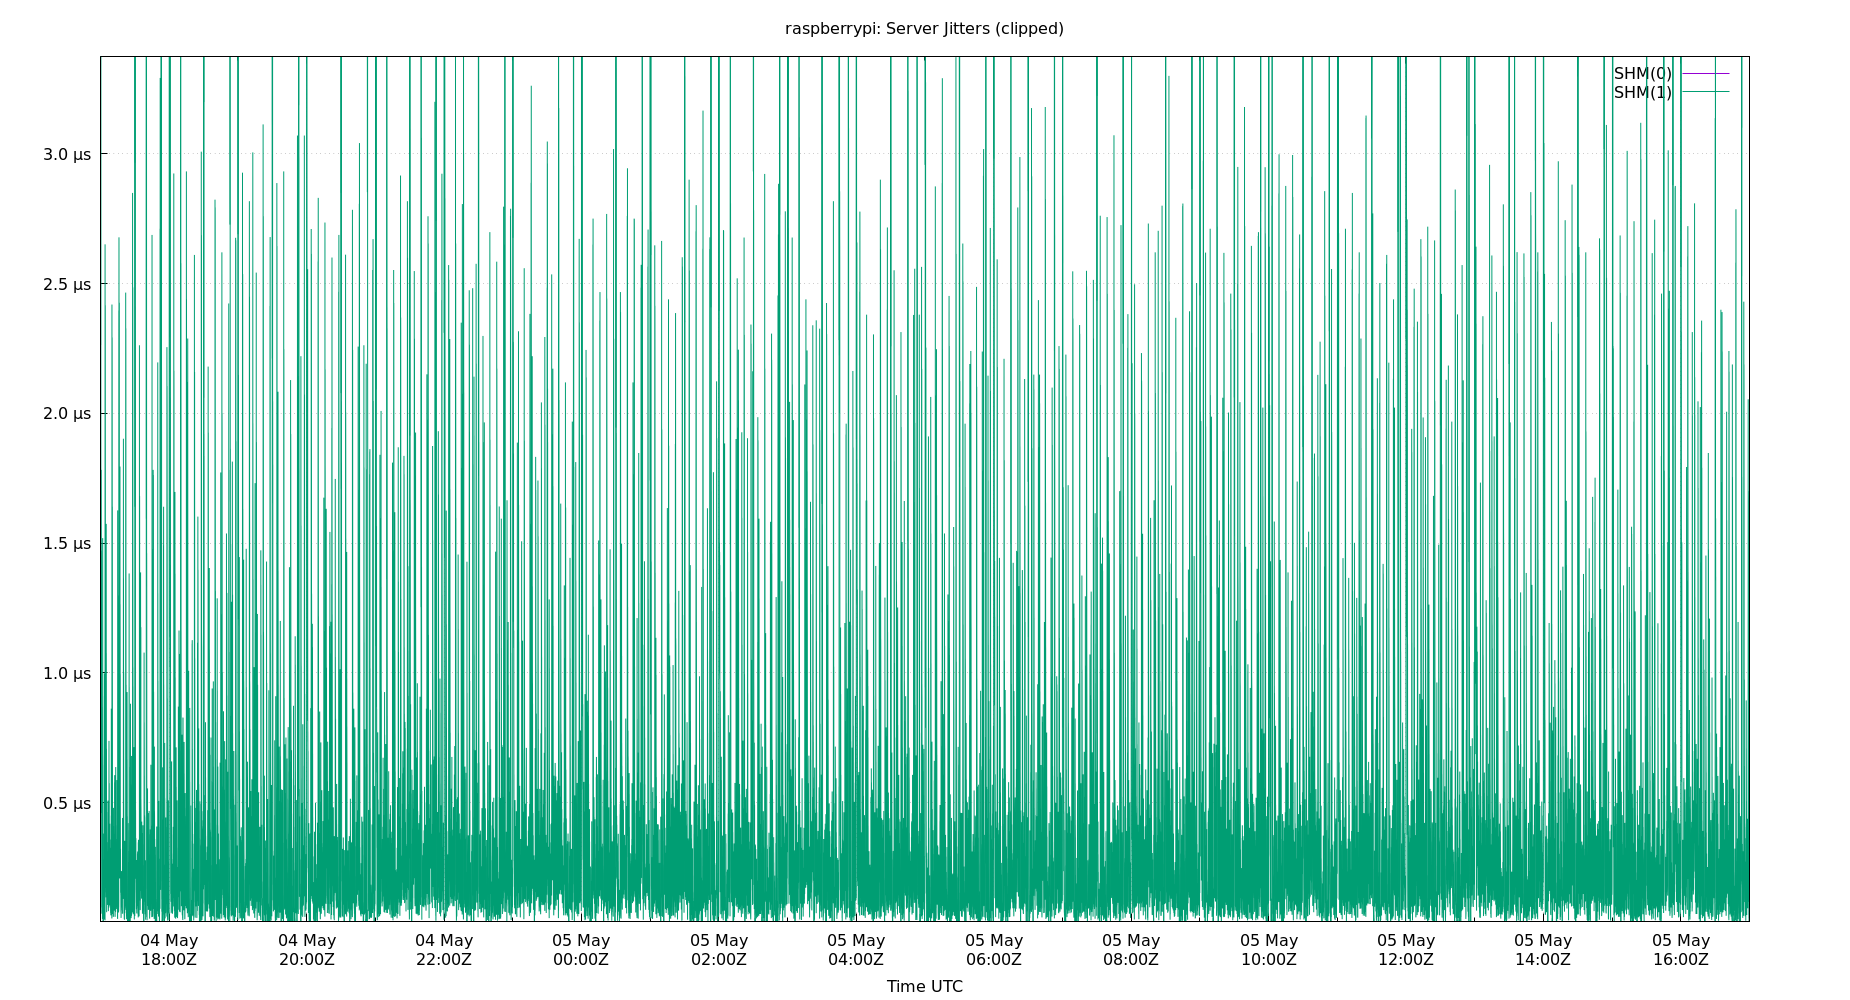 raspberrypi: Server Jitters (clipped)
SHM(0)
SHM(1)
3.0 µs
2.5 µs
2.0 µs
1.5 µs
1.0 µs
0.5 µs
04 May 04 May 04 May 05 May 05 May 05 May 05 May 05 May 05 May 05 May 05 May 05 May
18:00Z 20:00Z 22:00Z 00:00Z 02:00Z 04:00Z 06:00Z 08:00Z 10:00Z 12:00Z 14:00Z 16:00Z
Time UTC